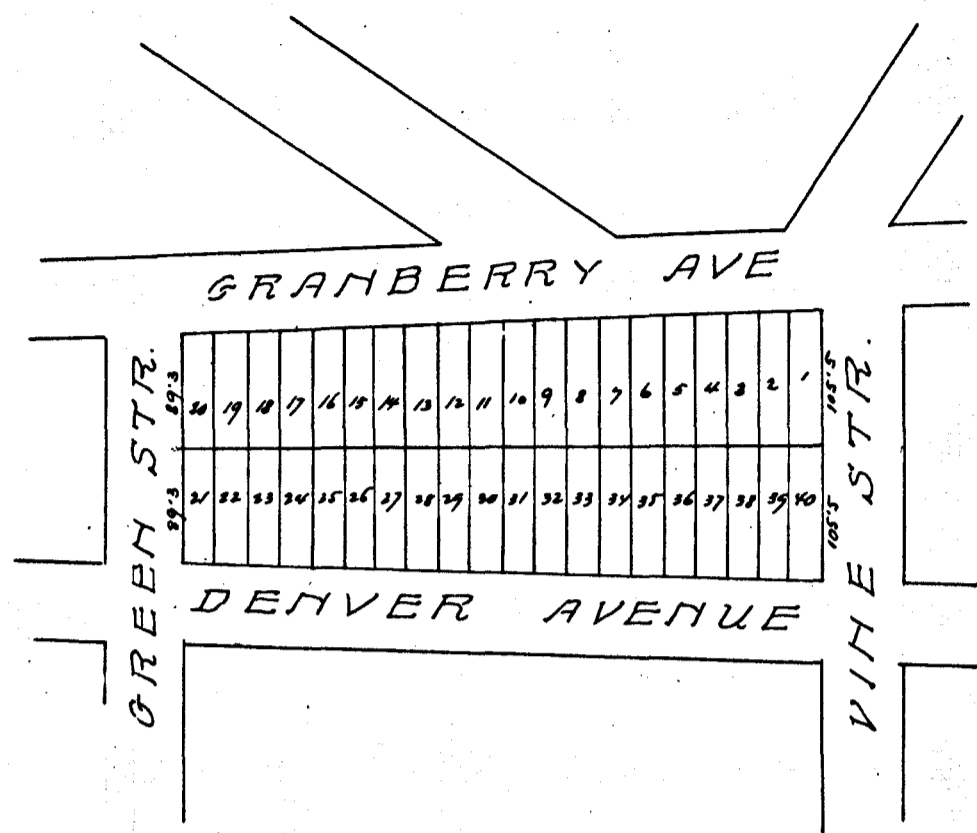 GRANBERRY AVE
GREEN STR.
VINE STR.
89.3
20 19 18 17 16 15 14 13 12 11 10 9 8 7 6 5 4 3 2 1
105.5
89.3
21 22 23 24 25 26 27 28 29 30 31 32 33 34 35 36 37 38 39 40
105.5
DENVER AVENUE